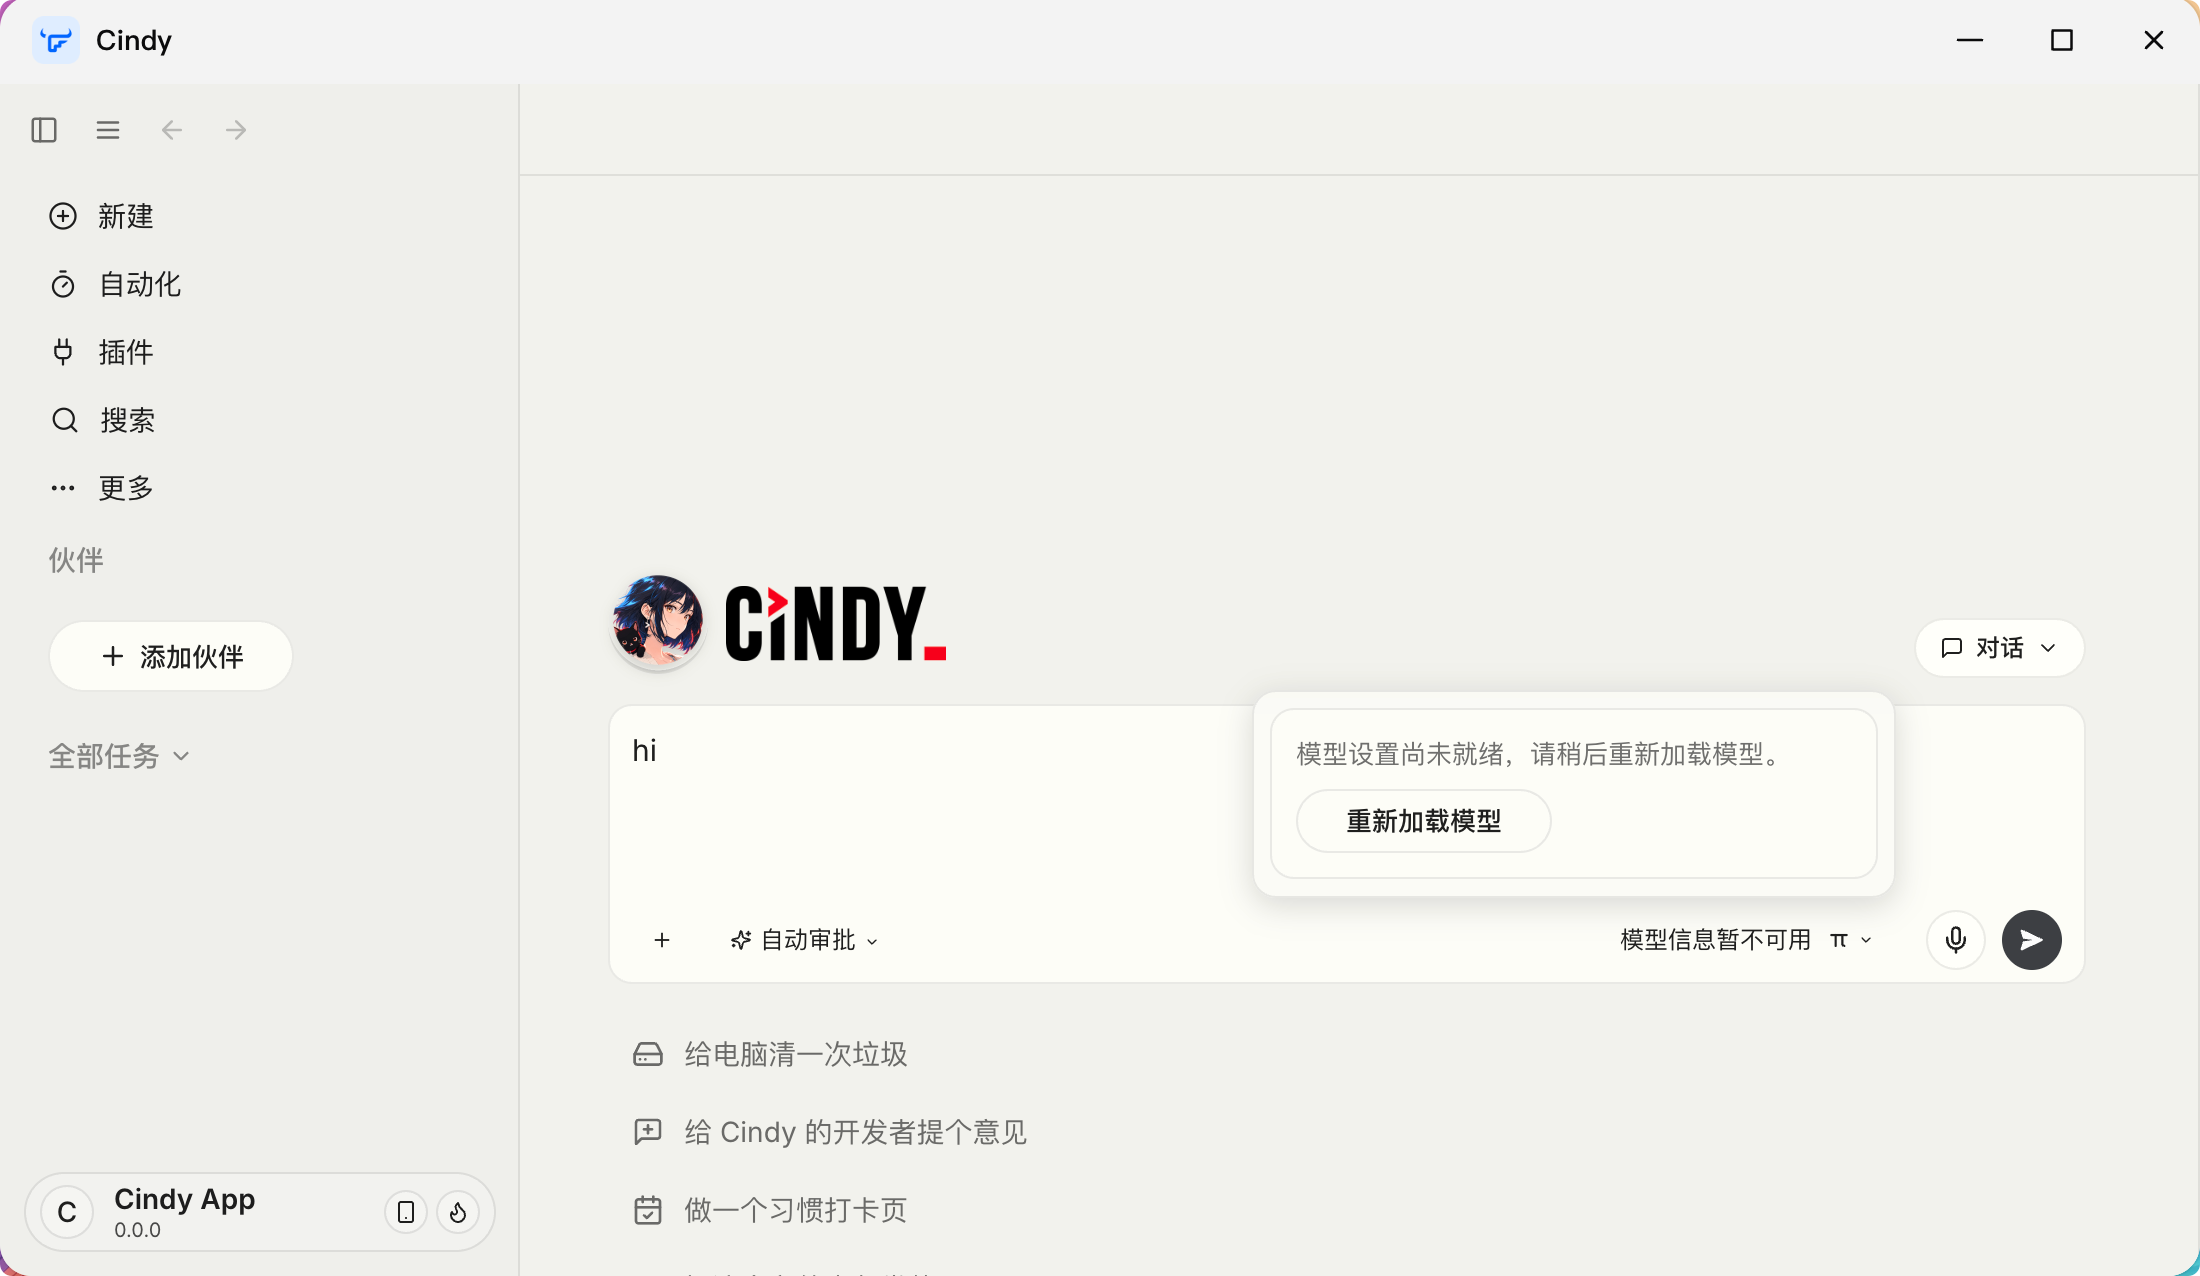 Cindy
新建
自动化
插件
搜索
更多
伙伴
添加伙伴
全部任务
Cindy App
0.0.0
C
CiNDY_
对话
hi
模型设置尚未就绪，请稍后重新加载模型。
重新加载模型
自动审批
模型信息暂不可用 π
给电脑清一次垃圾
给 Cindy 的开发者提个意见
做一个习惯打卡页